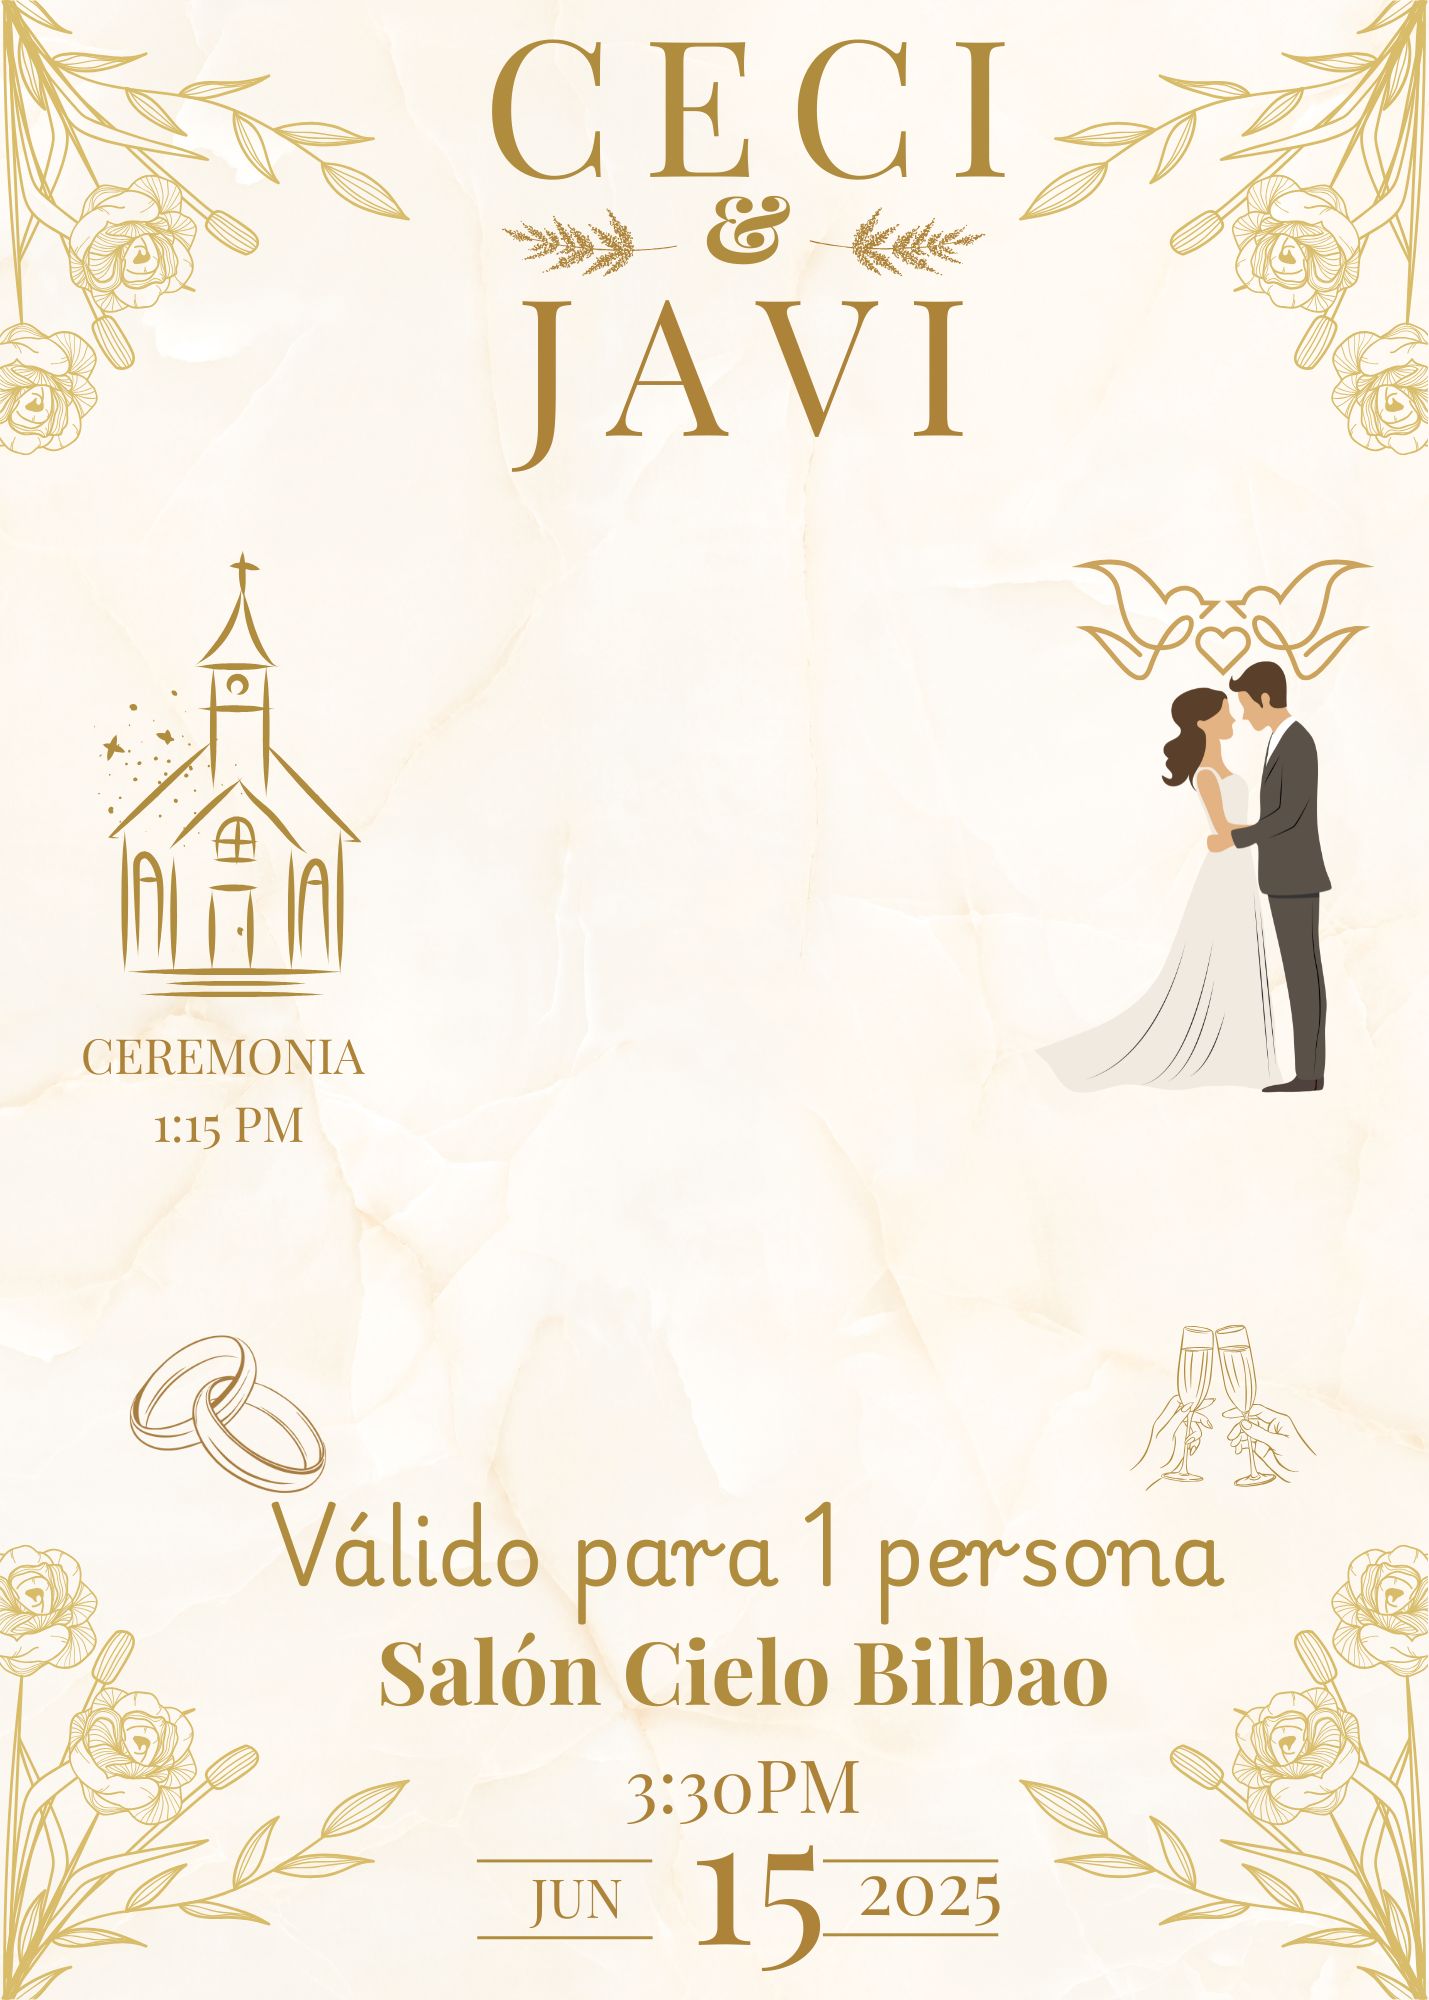 CECI
&
JAVI
CEREMONIA
1:15 PM
Válido para 1 persona
Salón Cielo Bilbao
3:30PM
JUN 15 2025